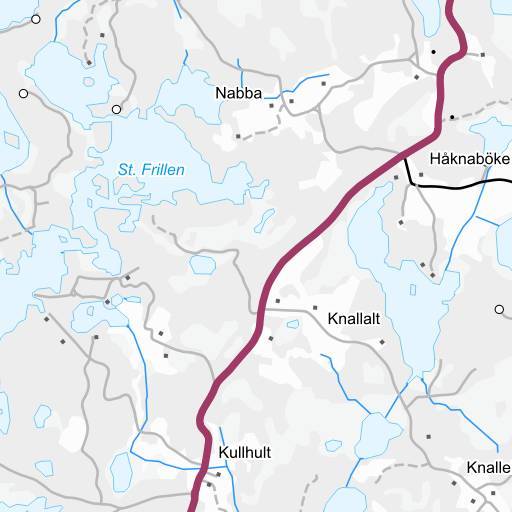 Nabba
Håknaböke
St. Frillen
Knallalt
Kullhult
Knalle